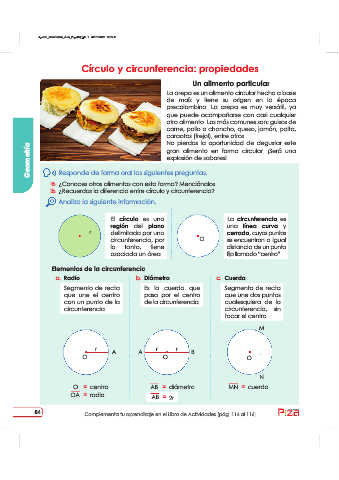 Círculo y circunferencia: propiedades
Un alimento particular
La arepa es un alimento circular hecho a base
de maíz y tiene su origen en la época
precolombina. La arepa es muy versátil, ya
que puede acompañarse con casi cualquier
otro alimento. Las más comunes son: guisos de
carne, pollo o chancho, queso, jamón, palta,
caraotas (frejol), entre otros.
No pierdas la oportunidad de degustar este
gran alimento en forma circular. ¡Será una
explosión de sabores!
Geometría
Responde de forma oral las siguientes preguntas.
a. ¿Conoces otros alimentos con esta forma? Menciónalos
b. ¿Recuerdas la diferencia entre círculo y circunferencia?
Analiza la siguiente información.
El círculo es una
región del plano
delimitada por una
circunferencia, por
lo tanto, tiene
asociada un área.
r
O
La circunferencia es
una línea curva y
cerrada, cuyos puntos
se encuentran a igual
distancia de un punto
fijo llamado "centro"
Elementos de la circunferencia
a. Radio
Segmento de recta
que une el centro
con un punto de la
circunferencia
b. Diámetro
Es la cuerda que
pasa por el centro
de la circunferencia
c. Cuerda
Segmento de recta
que une dos puntos
cualesquiera de la
circunferencia, sin
tocar el centro
r
O
A
A
r
r
O
B
M
O
N
O = centro
OA = radio
AB = diámetro
AB = 2r
MN = cuerda
84
Complementa tu aprendizaje en el Libro de Actividades (pág. 114 al 116)